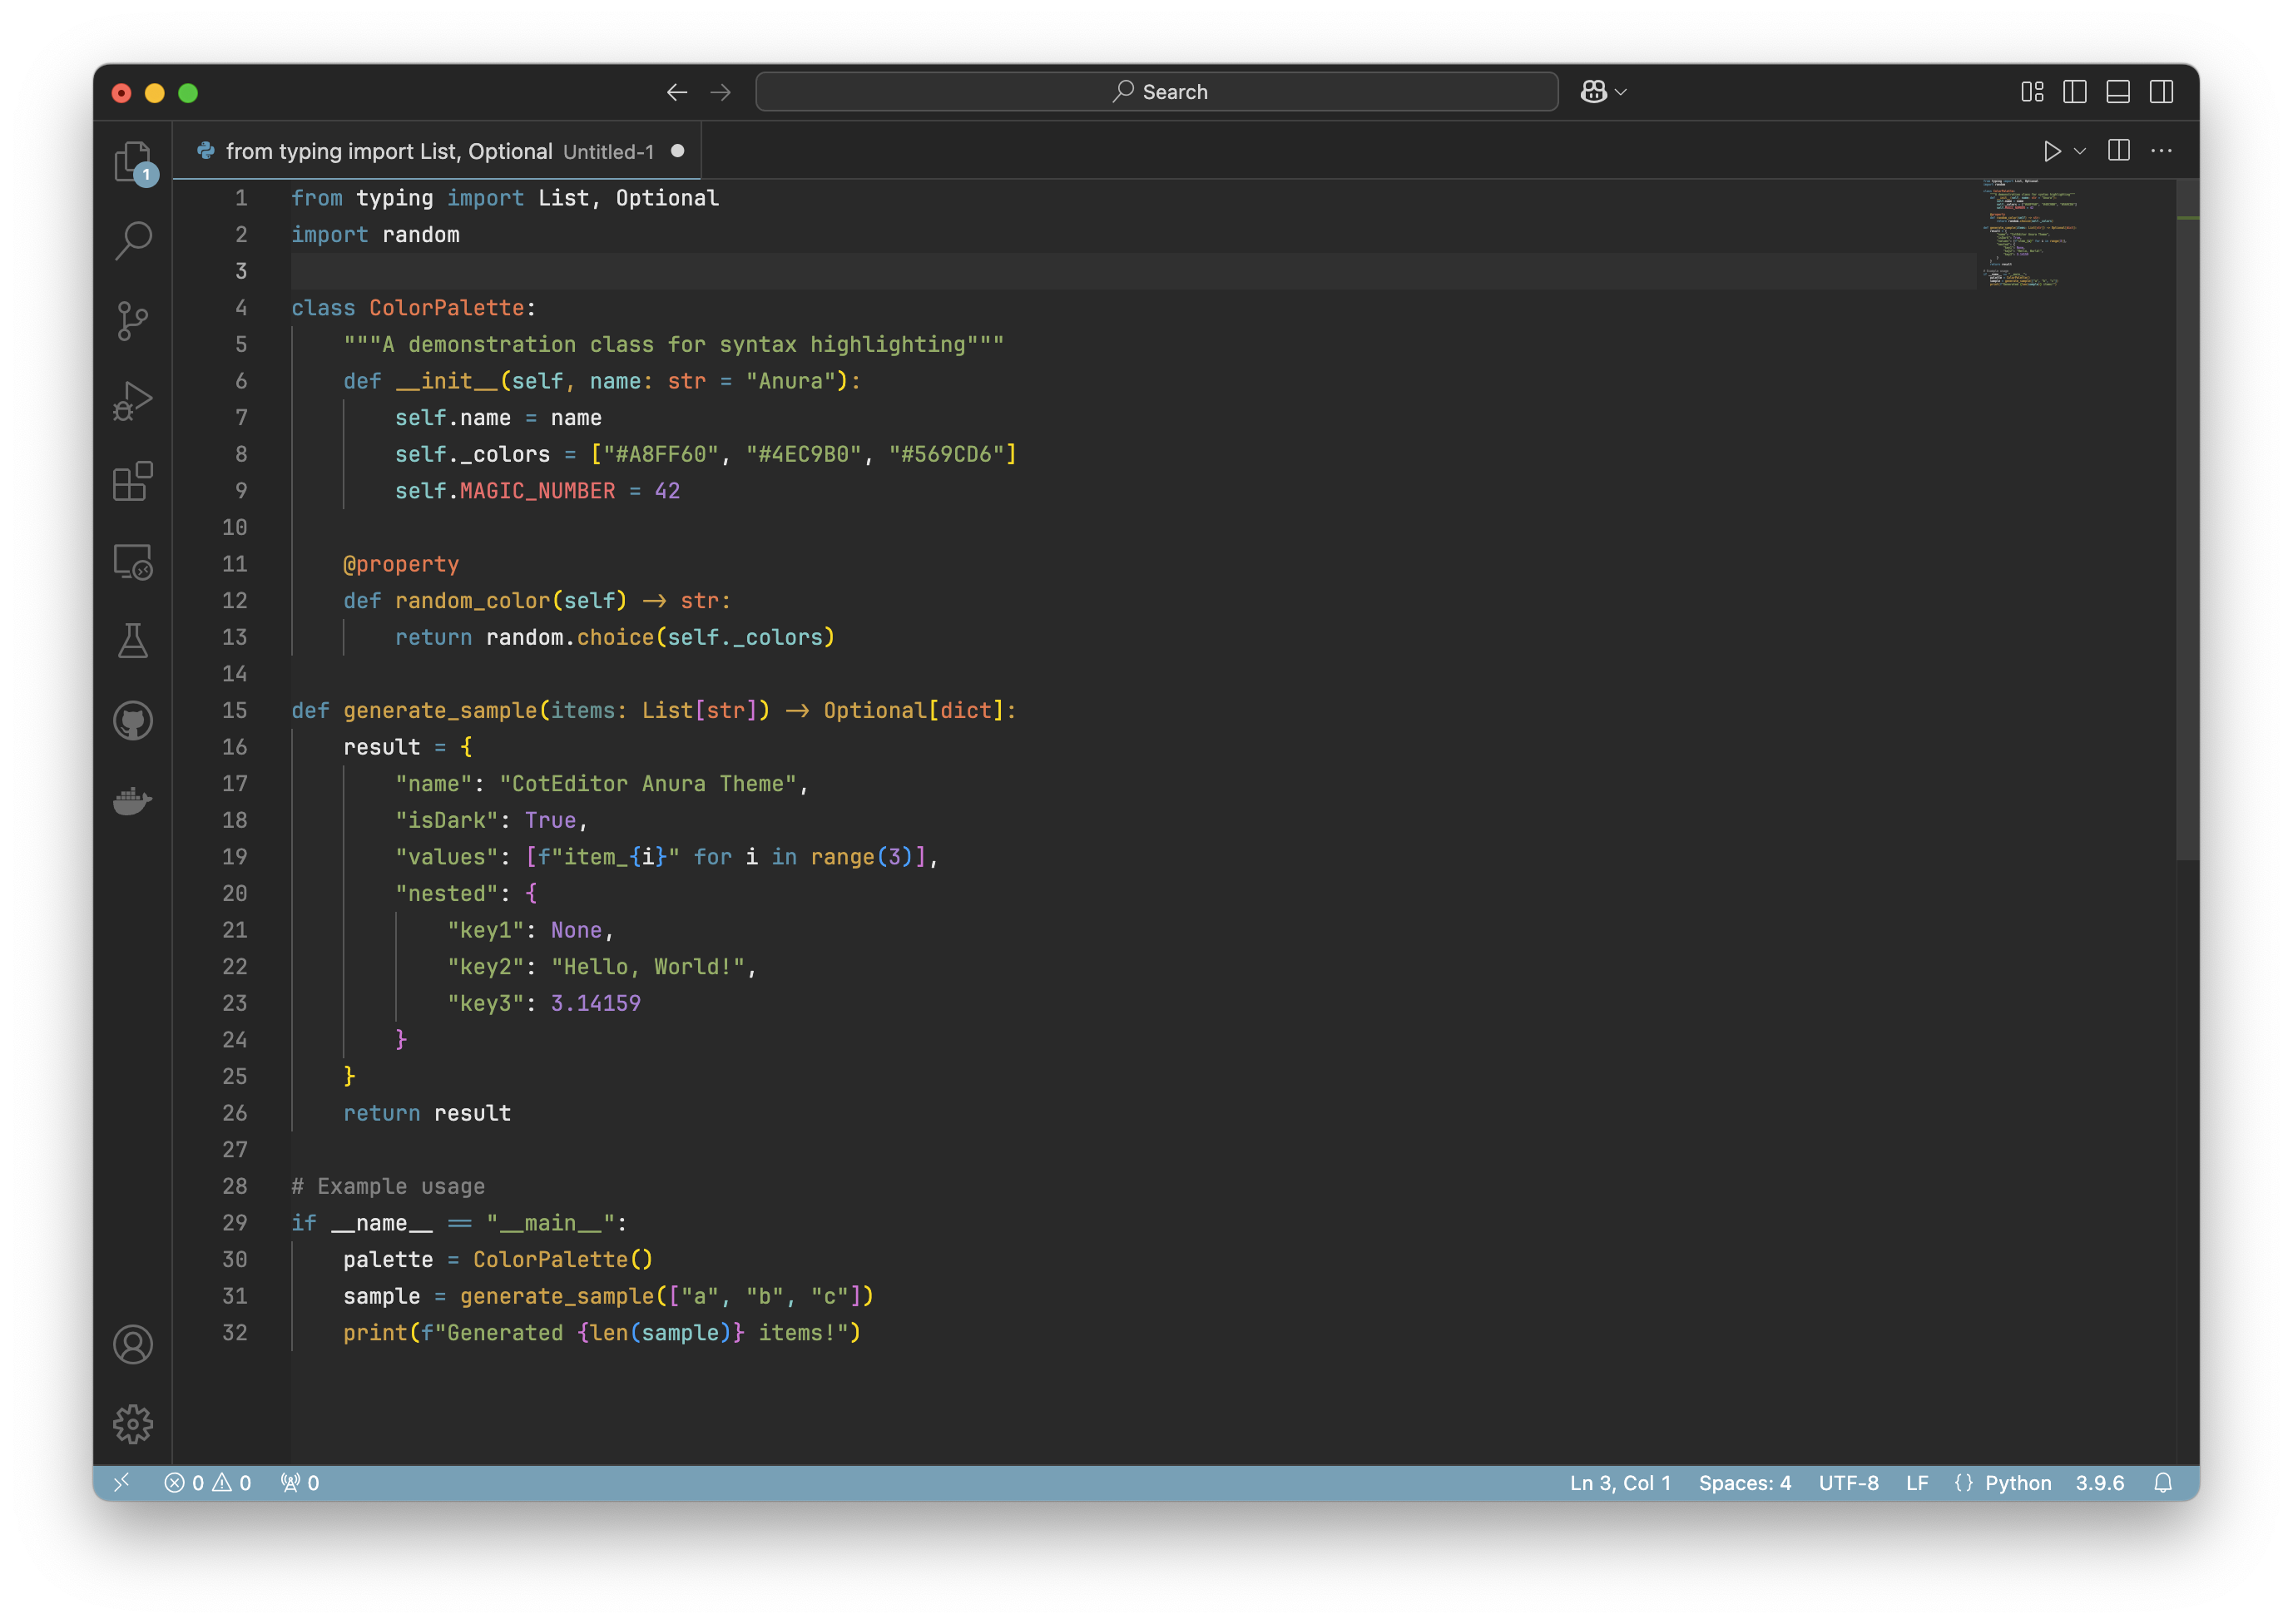 Search
from typing import List, Optional Untitled-1
1
1 from typing import List, Optional
2 import random
3
4 class ColorPalette:
5     """A demonstration class for syntax highlighting"""
6     def __init__(self, name: str = "Anura"):
7         self.name = name
8         self._colors = ["#A8FF60", "#4EC9B0", "#569CD6"]
9         self.MAGIC_NUMBER = 42
10
11     @property
12     def random_color(self) -> str:
13         return random.choice(self._colors)
14
15 def generate_sample(items: List[str]) -> Optional[dict]:
16     result = {
17         "name": "CotEditor Anura Theme",
18         "isDark": True,
19         "values": [f"item_{i}" for i in range(3)],
20         "nested": {
21             "key1": None,
22             "key2": "Hello, World!",
23             "key3": 3.14159
24         }
25     }
26     return result
27
28 # Example usage
29 if __name__ == "__main__":
30     palette = ColorPalette()
31     sample = generate_sample(["a", "b", "c"])
32     print(f"Generated {len(sample)} items!")
0 0 0 Ln 3, Col 1 Spaces: 4 UTF-8 LF {} Python 3.9.6